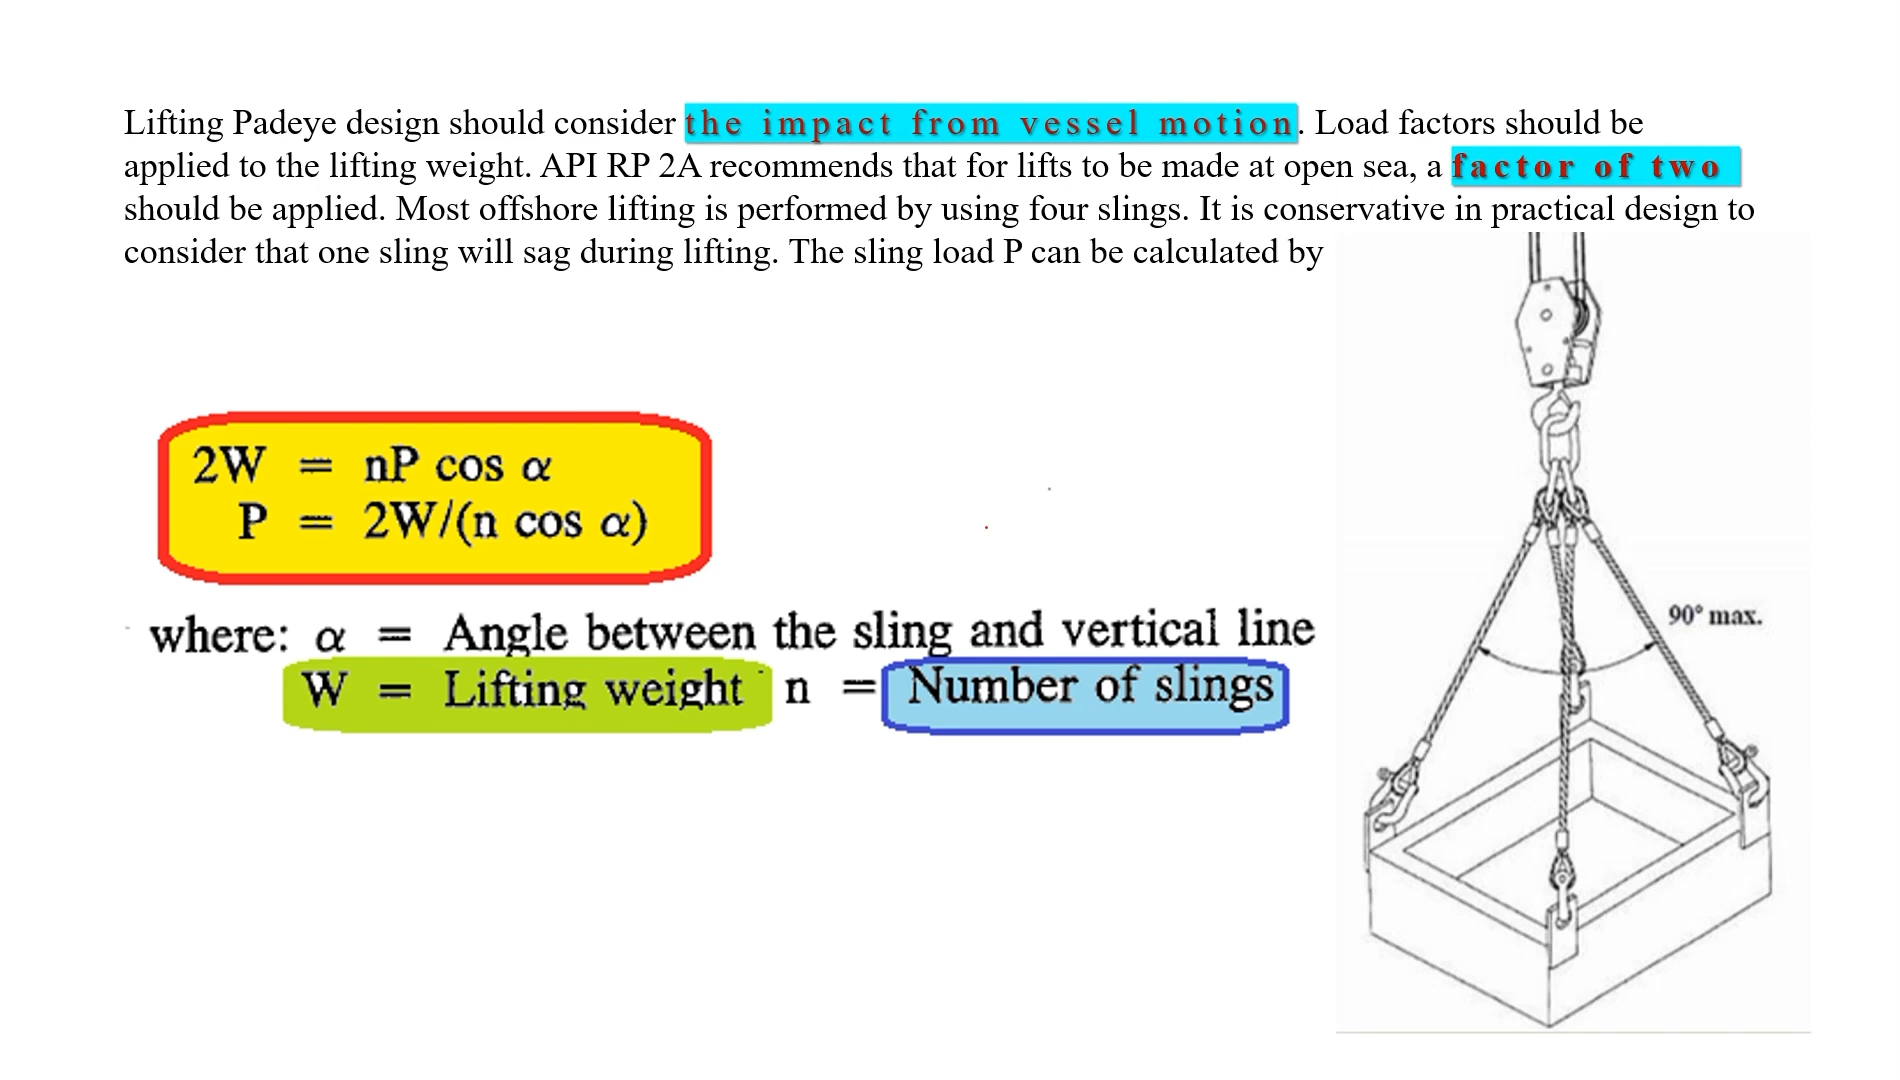 Lifting Padeye design should consider the impact from vessel motion. Load factors should be
applied to the lifting weight. API RP 2A recommends that for lifts to be made at open sea, a factor of two
should be applied. Most offshore lifting is performed by using four slings. It is conservative in practical design to
consider that one sling will sag during lifting. The sling load P can be calculated by
2W = nP cos α
P = 2W/(n cos α)
90° max.
where: α = Angle between the sling and vertical line
W = Lifting weight n = Number of slings